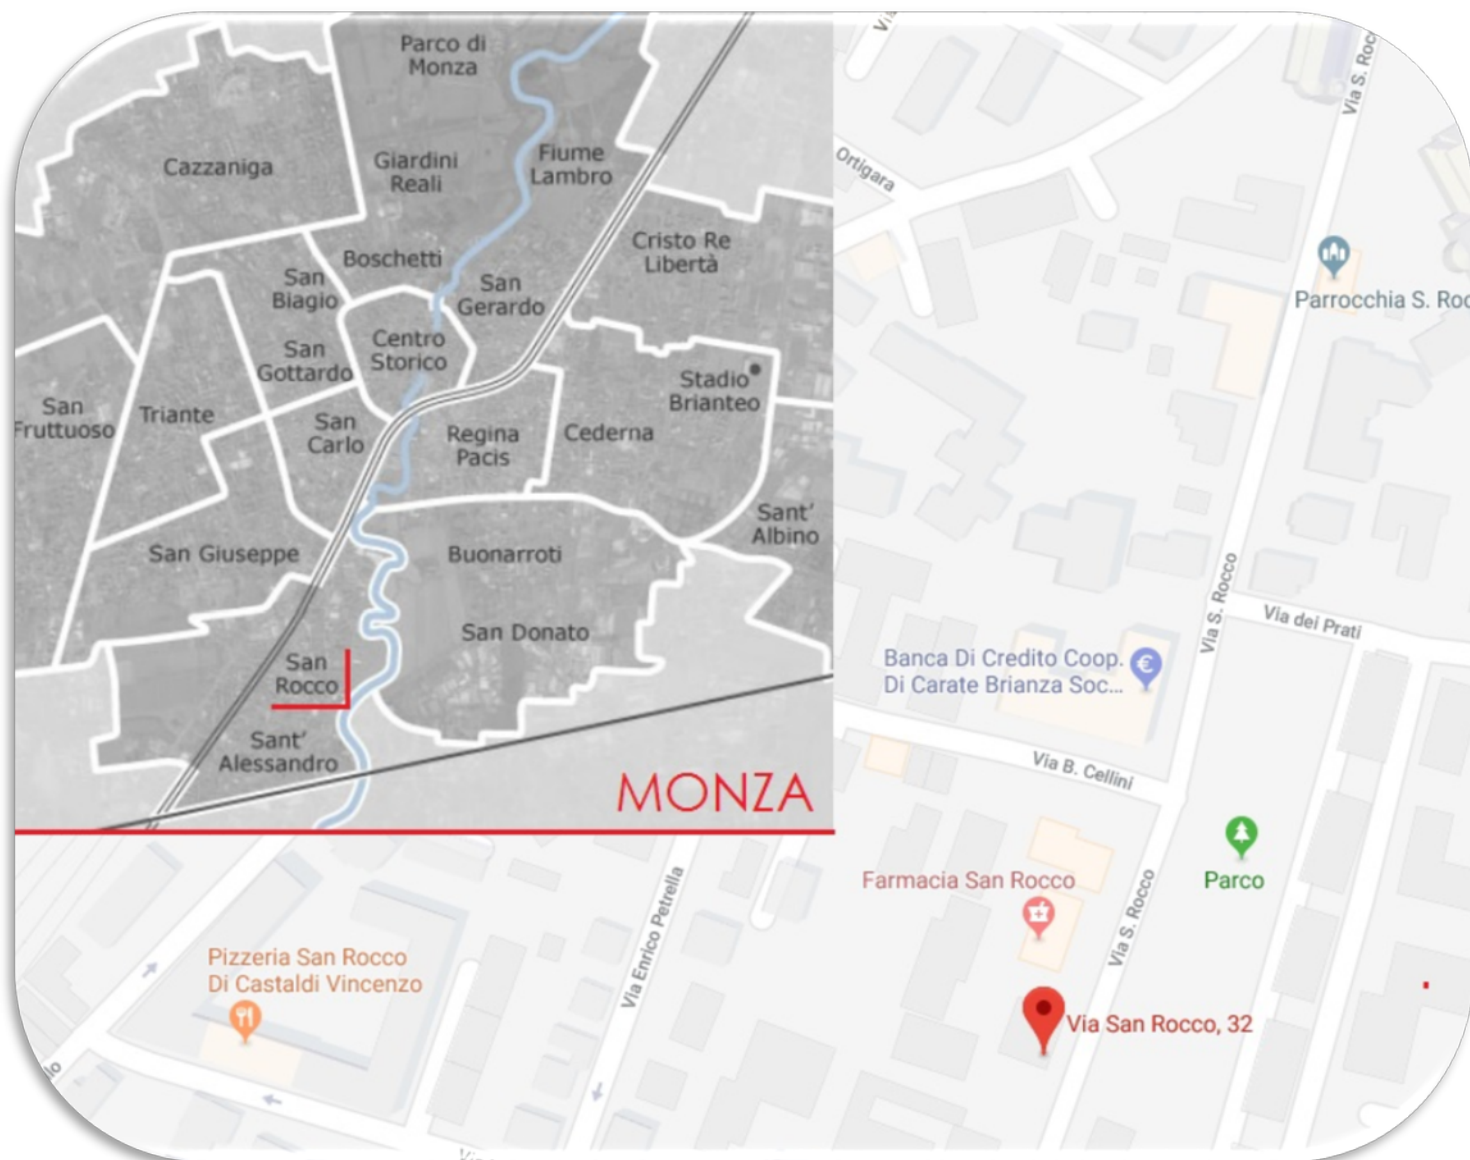 Parco di
Monza
Cazzaniga
Giardini
Reali
Fiume
Lambro
Cristo Re
Libertà
Boschetti
San
Biagio
San
Gerardo
Centro
Storico
San
Gottardo
Stadio
Brianteo
San
Fruttuoso
Triante
San
Carlo
Regina
Pacis
Cederna
Sant'
Albino
San Giuseppe
Buonarroti
San Donato
San
Rocco
Sant'
Alessandro
MONZA
Via
Via S. Roc
Ortigara
Parrocchia S. Roc
Via S. Rocco
Via dei Prati
Banca Di Credito Coop.
Di Carate Brianza Soc...
Via B. Cellini
Farmacia San Rocco
Parco
Via S. Rocco
Via Enrico Petrella
Pizzeria San Rocco
Di Castaldi Vincenzo
Via San Rocco, 32